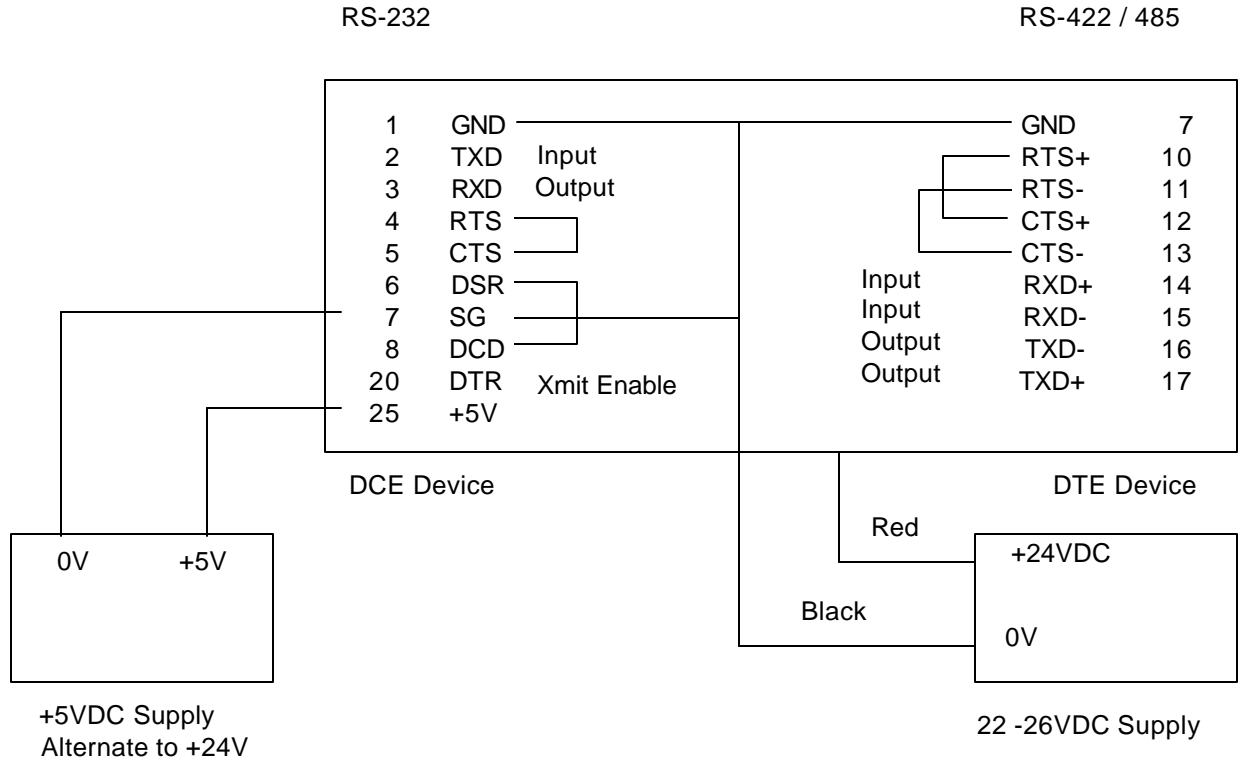 RS-232 RS-422 / 485
1 GND GND 7
2 TXD Input RTS+ 10
3 RXD Output RTS- 11
4 RTS CTS+ 12
5 CTS CTS- 13
6 DSR Input RXD+ 14
7 SG Input RXD- 15
8 DCD Output TXD- 16
20 DTR Xmit Enable Output TXD+ 17
25 +5V
DCE Device DTE Device
Red
0V +5V +24VDC
Black
0V
+5VDC Supply
Alternate to +24V
22 -26VDC Supply